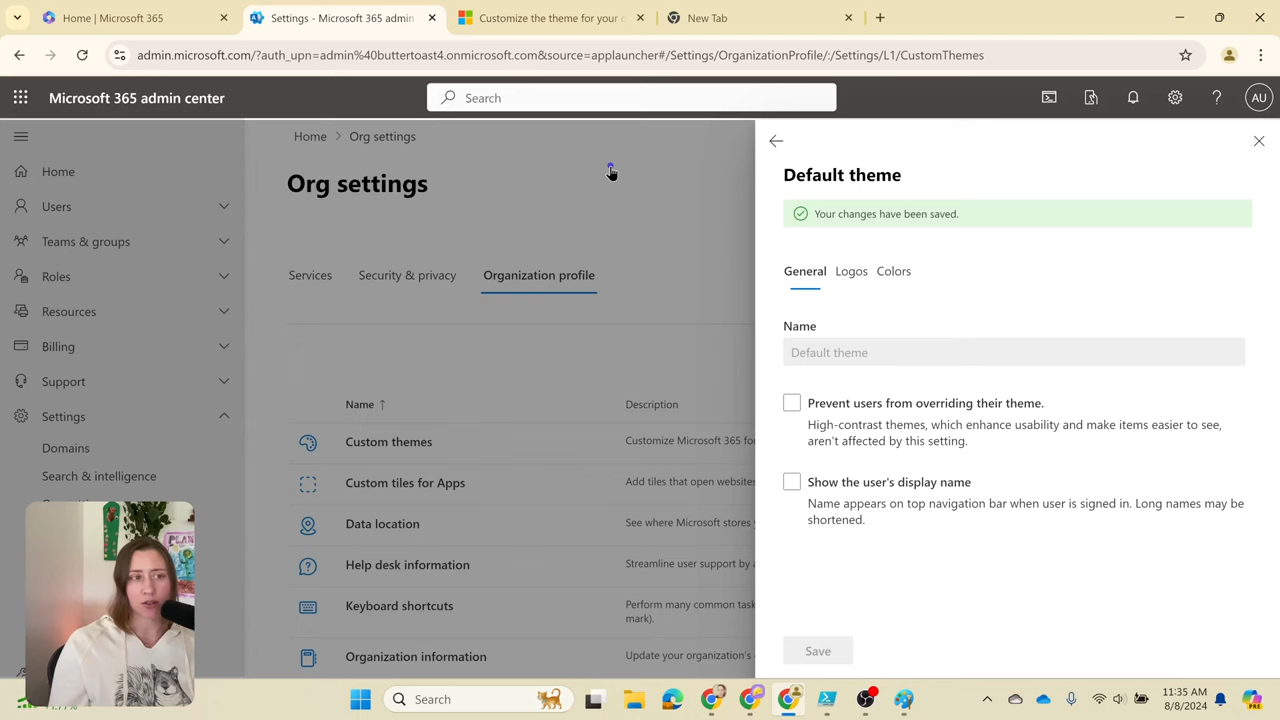 Home | Microsoft 365
Settings - Microsoft 365 admin
Customize the theme for your o
New Tab
admin.microsoft.com/?auth_upn=admin%40buttertoast4.onmicrosoft.com&source=applauncher#/Settings/OrganizationProfile/:/Settings/L1/CustomThemes
Microsoft 365 admin center
Search
AU
Home
Users
Teams & groups
Roles
Resources
Billing
Support
Settings
Domains
Search & intelligence
Home > Org settings
Org settings
Services
Security & privacy
Organization profile
Name ↑
Description
Custom themes
Customize Microsoft 365 fo
Custom tiles for Apps
Add tiles that open websites
Data location
See where Microsoft stores
Help desk information
Streamline user support by a
Keyboard shortcuts
Perform many common task
mark).
Organization information
Update your organization's
Default theme
Your changes have been saved.
General
Logos
Colors
Name
Default theme
Prevent users from overriding their theme.
High-contrast themes, which enhance usability and make items easier to see,
aren't affected by this setting.
Show the user's display name
Name appears on top navigation bar when user is signed in. Long names may be
shortened.
Save
Search
11:35 AM
8/8/2024
PRE